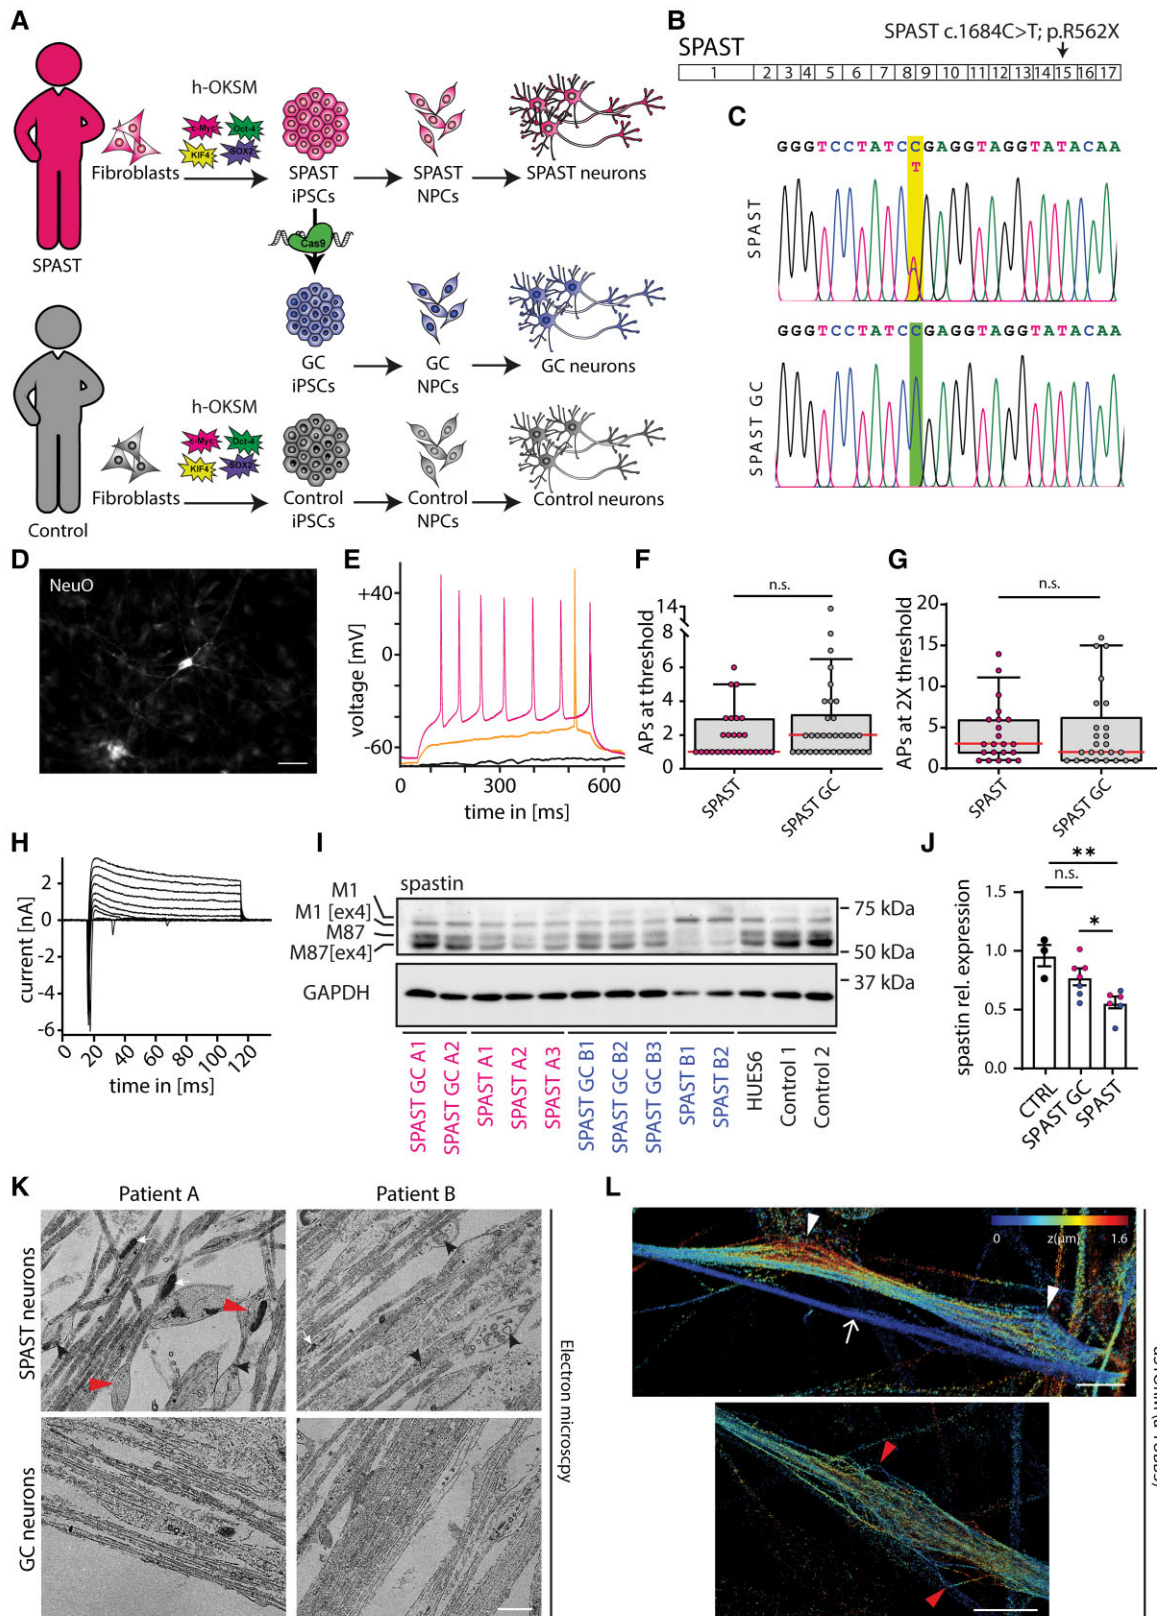 A
h-OKSM
c-Myc
Oct-4
KIF4
SOX2
Fibroblasts
SPAST
iPSCs
SPAST
NPCs
SPAST neurons
SPAST
Cas9
GC
iPSCs
GC
NPCs
GC neurons
h-OKSM
c-Myc
Oct-4
KIF4
SOX2
Fibroblasts
Control
iPSCs
Control
NPCs
Control neurons
Control
B
SPAST c.1684C>T; p.R562X
SPAST
1 2 3 4 5 6 7 8 9 10 11 12 13 14 15 16 17
C
GGGTCCTATCCGAGGTAGGTATACAA
T
SPAST
GGGTCCTATCCGAGGTAGGTATACAA
SPAST GC
D
NeuO
E
voltage [mV]
+40
0
-60
0 200 400 600
time in [ms]
F
n.s.
APs at threshold
14
8
6
4
2
0
SPAST
SPAST GC
G
n.s.
APs at 2X threshold
20
15
10
5
0
SPAST
SPAST GC
H
current [nA]
2
0
-2
-4
-6
0 20 40 60 80 100 120
time in [ms]
I
spastin
M1
M1 [ex4]
M87
M87[ex4]
75 kDa
50 kDa
GAPDH
37 kDa
SPAST GC A1
SPAST GC A2
SPAST A1
SPAST A2
SPAST A3
SPAST GC B1
SPAST GC B2
SPAST GC B3
SPAST B1
SPAST B2
HUES6
Control 1
Control 2
J
**
n.s.
*
spastin rel. expression
1.5
1.0
0.5
0.0
CTRL
SPAST GC
SPAST
K
Patient A
Patient B
SPAST neurons
GC neurons
Electron microscpy
L
0 z(μm) 1.6